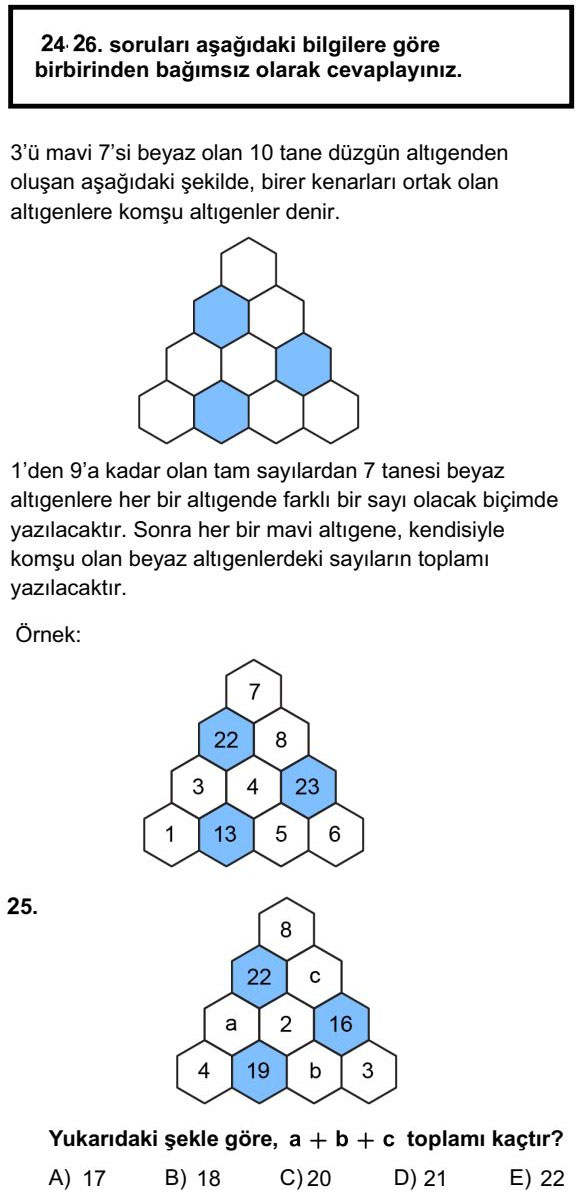 24-26. soruları aşağıdaki bilgilere göre
birbirinden bağımsız olarak cevaplayınız.
3’ü mavi 7’si beyaz olan 10 tane düzgün altıgenden
oluşan aşağıdaki şekilde, birer kenarları ortak olan
altıgenlere komşu altıgenler denir.
1’den 9’a kadar olan tam sayılardan 7 tanesi beyaz
altıgenlere her bir altıgende farklı bir sayı olacak biçimde
yazılacaktır. Sonra her bir mavi altıgene, kendisiyle
komşu olan beyaz altıgenlerdeki sayıların toplamı
yazılacaktır.
Örnek:
7
22 8
3 4 23
1 13 5 6
25.
8
22 c
a 2 16
4 19 b 3
Yukarıdaki şekle göre, a + b + c toplamı kaçtır?
A) 17 B) 18 C) 20 D) 21 E) 22